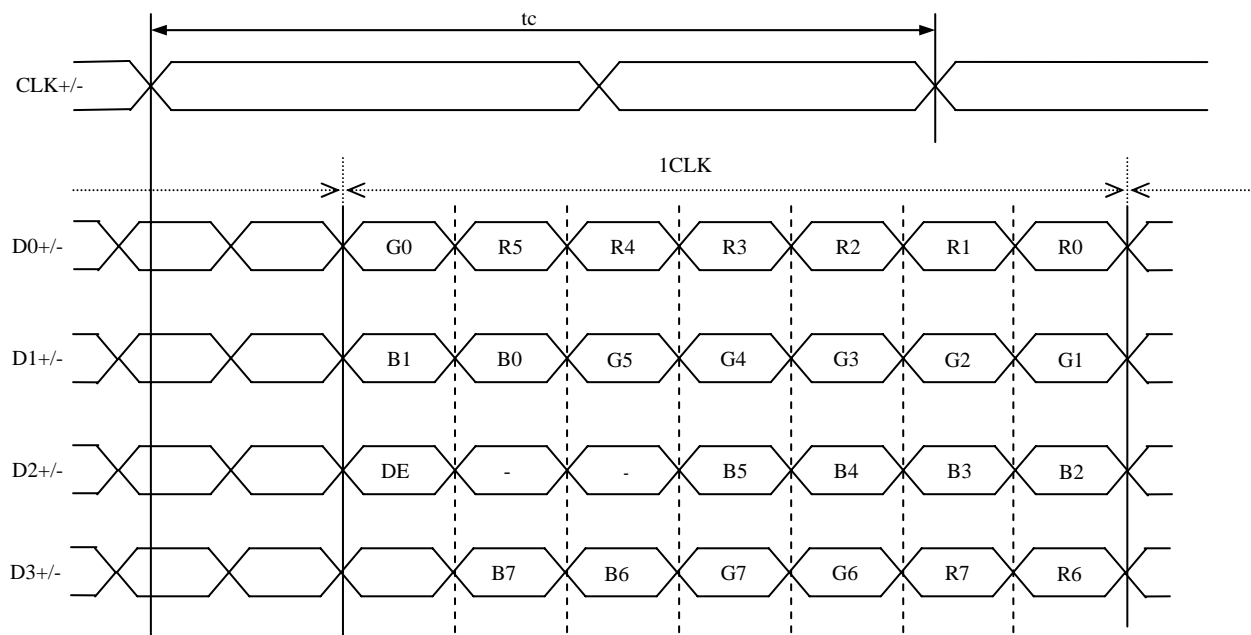 tc
CLK+/-
1CLK
D0+/- G0 R5 R4 R3 R2 R1 R0
D1+/- B1 B0 G5 G4 G3 G2 G1
D2+/- DE - - B5 B4 B3 B2
D3+/- B7 B6 G7 G6 R7 R6